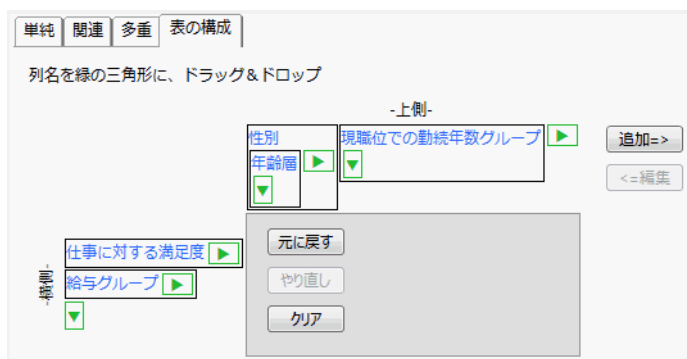 単純 関連 多重 表の構成
列名を緑の三角形に、ドラッグ&ドロップ
-上側-
性別 現職位での勤続年数グループ 追加=>
年齢層
<=編集
元に戻す
仕事に対する満足度
-横側-
給与グループ やり直し
クリア